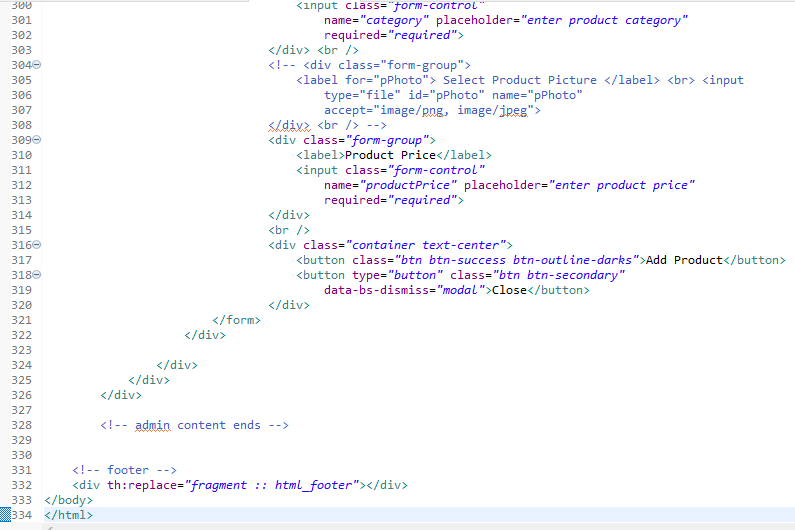 300 <input class="form-control"
301 name="category" placeholder="enter product category"
302 required="required">
303 </div> <br />
304 <!-- <div class="form-group">
305 <label for="pPhoto"> Select Product Picture </label> <br> <input
306 type="file" id="pPhoto" name="pPhoto"
307 accept="image/png, image/jpeg">
308 </div> <br /> -->
309 <div class="form-group">
310 <label>Product Price</label>
311 <input class="form-control"
312 name="productPrice" placeholder="enter product price"
313 required="required">
314 </div>
315 <br />
316 <div class="container text-center">
317 <button class="btn btn-success btn-outline-darks">Add Product</button>
318 <button type="button" class="btn btn-secondary"
319 data-bs-dismiss="modal">Close</button>
320 </div>
321 </form>
322 </div>
323
324 </div>
325 </div>
326 </div>
327
328 <!-- admin content ends -->
329
330
331 <!-- footer -->
332 <div th:replace="fragment :: html_footer"></div>
333 </body>
334 </html>